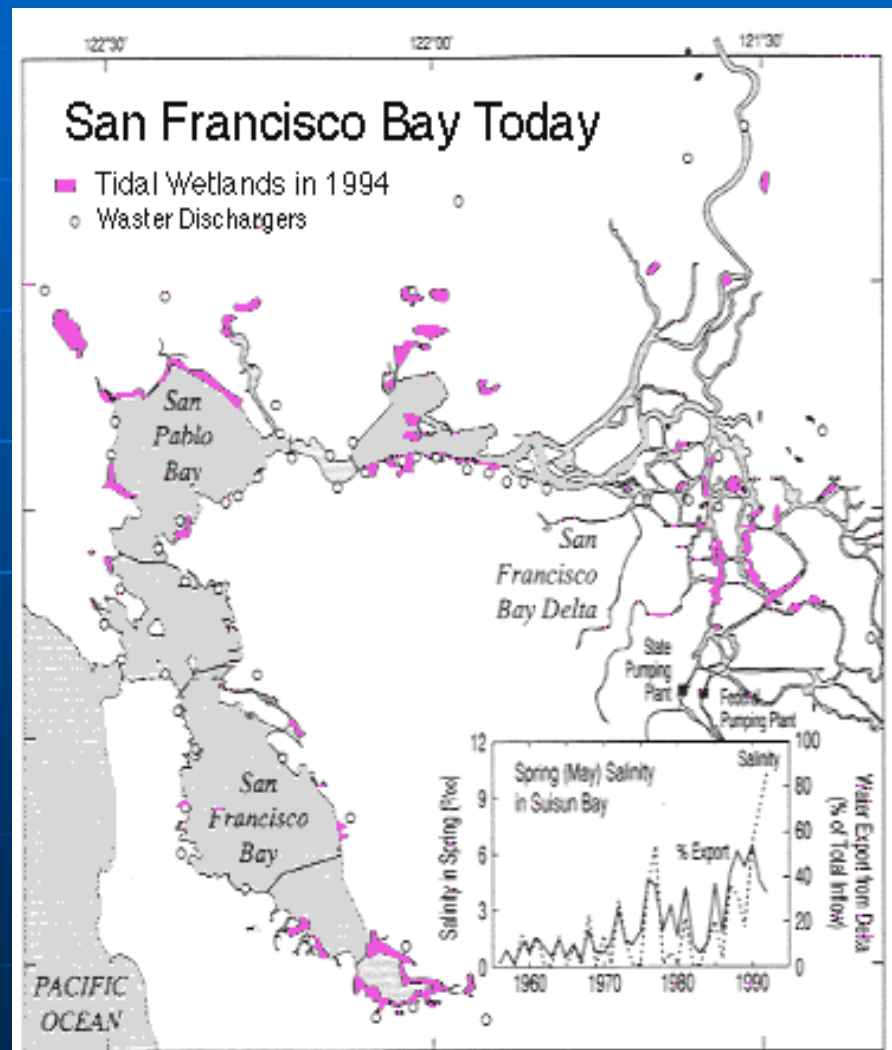 122°30'
122°00'
121°30'
San Francisco Bay Today
Tidal Wetlands in 1994
Waster Dischargers
San
Pablo
Bay
San
Francisco
Bay Delta
State
Pumping
Plant
Federal
Pumping Plant
San
Francisco
Bay
PACIFIC
OCEAN
Spring (May) Salinity
in Suisun Bay
Salinity
% Export
Salinity in Spring (‰)
12
9
6
3
0
1960
1970
1980
1990
100
80
60
40
20
0
Water Export from Delta
(% of Total Inflow)